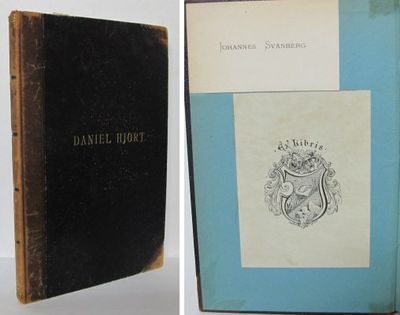 DANIEL HJORT.
JOHANNES SVANBERG
Ex Libris